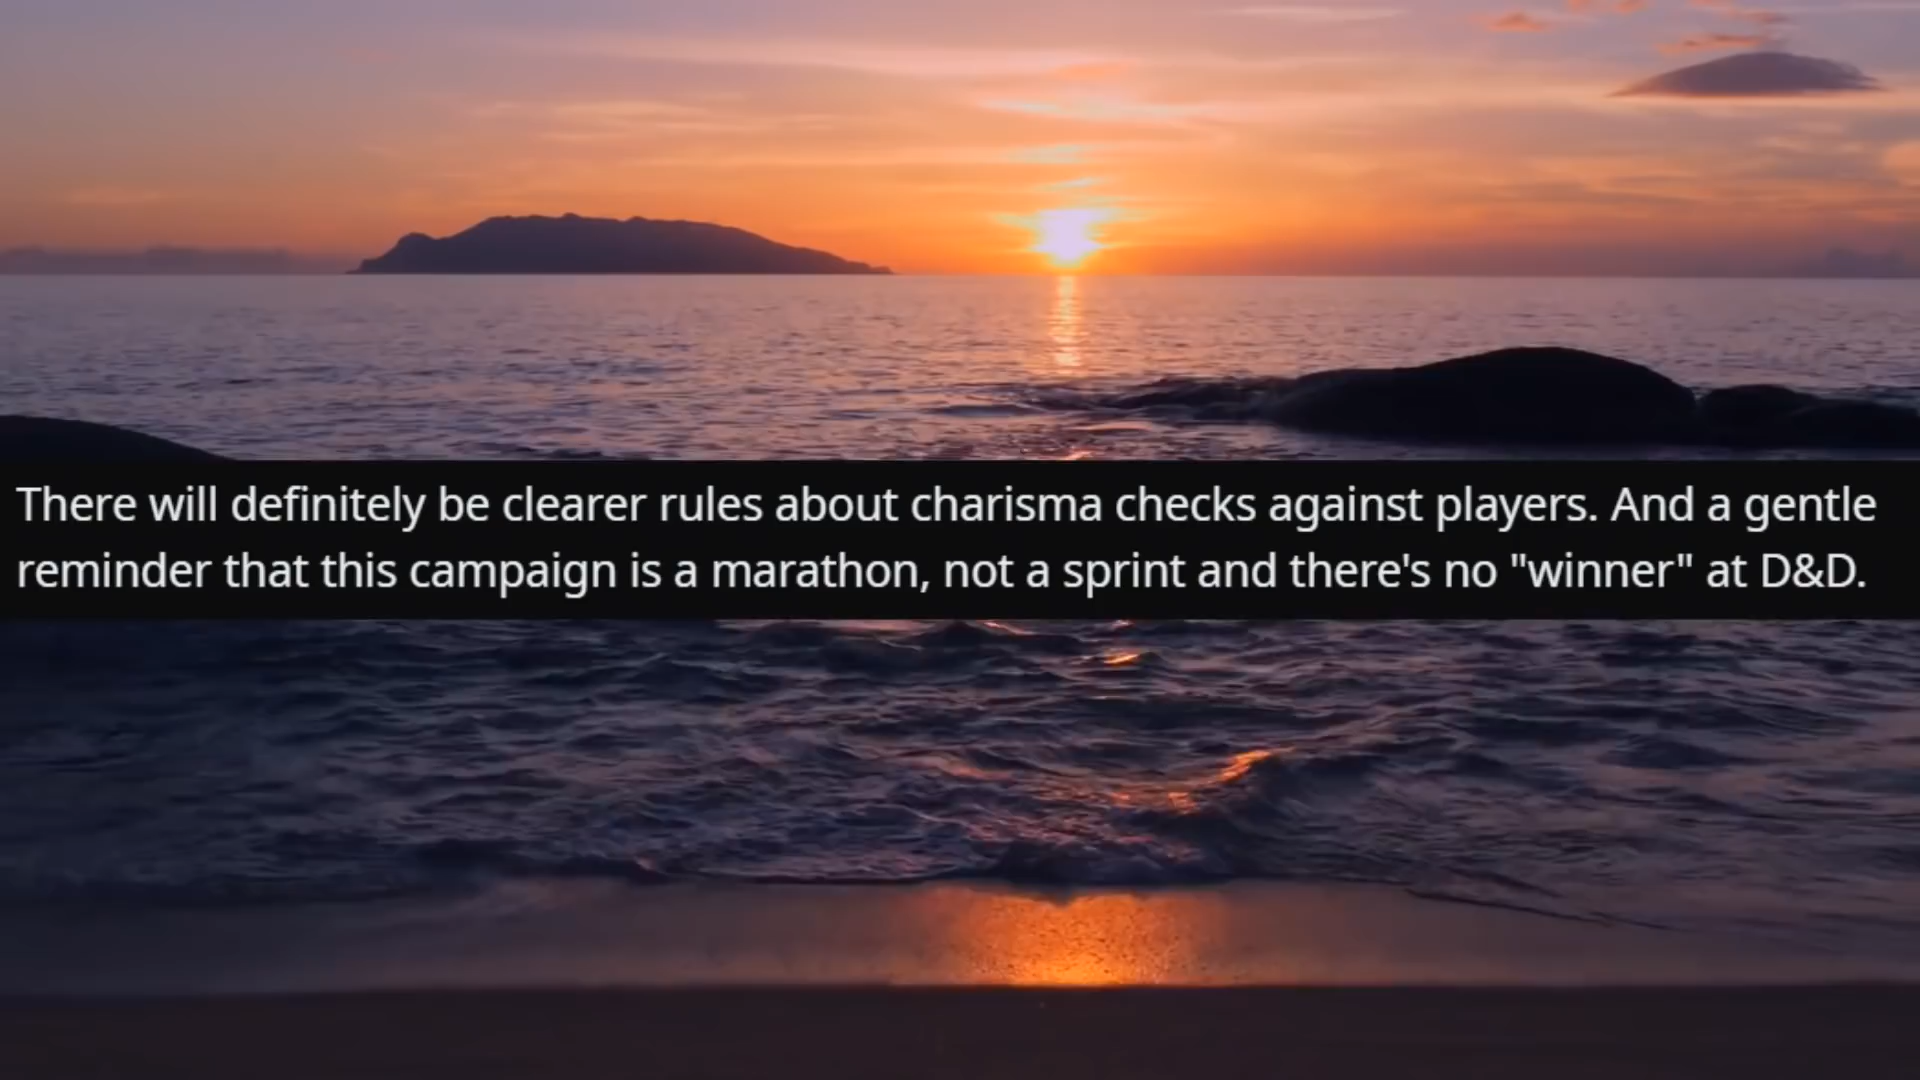 There will definitely be clearer rules about charisma checks against players. And a gentle
reminder that this campaign is a marathon, not a sprint and there's no "winner" at D&D.